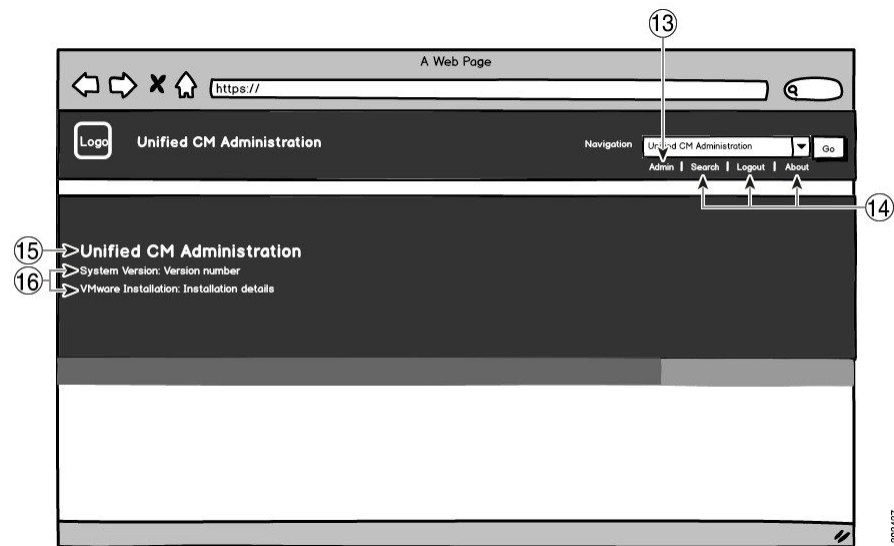 13
A Web Page
https://
Logo
Unified CM Administration
Navigation
Unified CM Administration
Go
Admin | Search | Logout | About
14
15
Unified CM Administration
16
System Version: Version number
VMware Installation: Installation details